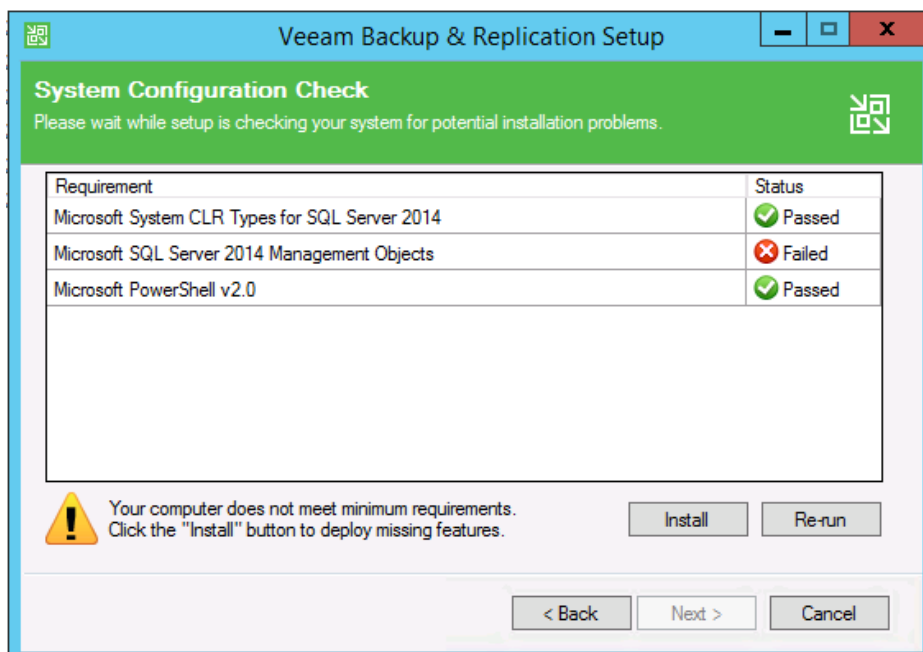 Veeam Backup & Replication Setup
System Configuration Check
Please wait while setup is checking your system for potential installation problems.
Requirement Status
Microsoft System CLR Types for SQL Server 2014 Passed
Microsoft SQL Server 2014 Management Objects Failed
Microsoft PowerShell v2.0 Passed
Your computer does not meet minimum requirements.
Click the "Install" button to deploy missing features.
Install Re-run
< Back Next > Cancel